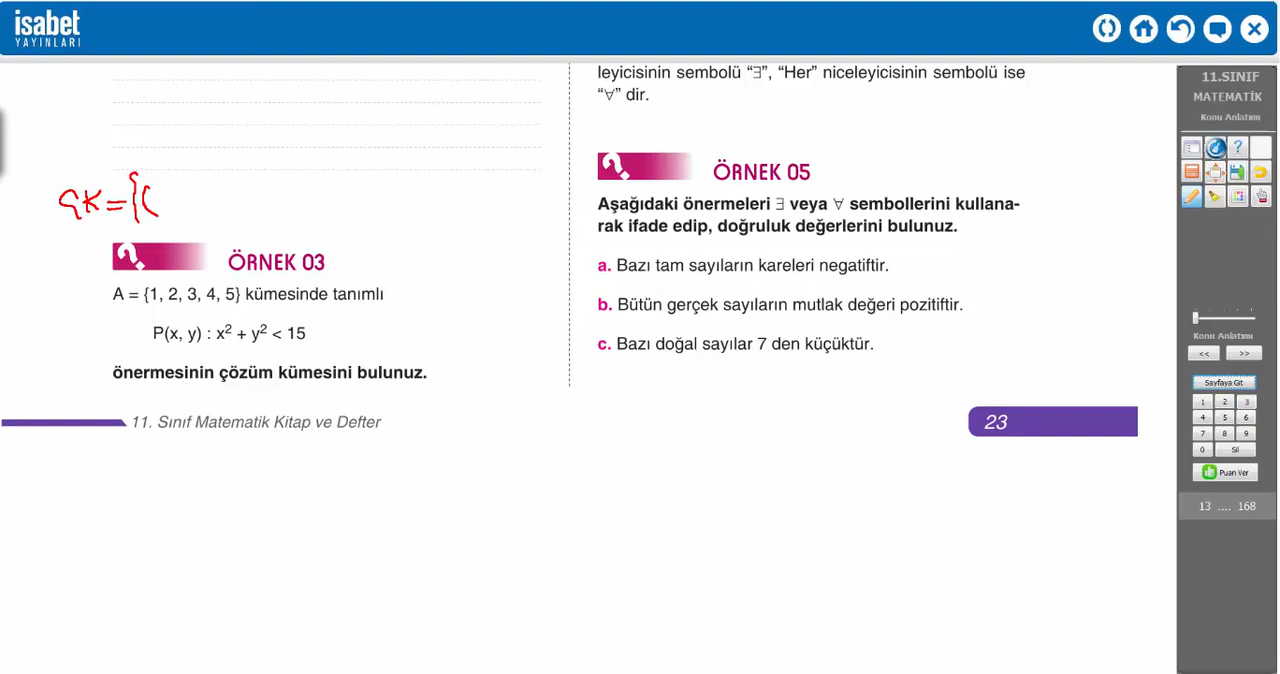 isabet
YAYINLARI
ÇK = {(
ÖRNEK 03
A = {1, 2, 3, 4, 5} kümesinde tanımlı
P(x, y) : x² + y² < 15
önermesinin çözüm kümesini bulunuz.
11. Sınıf Matematik Kitap ve Defter
leyicisinin sembolü “∃”, “Her” niceleyicisinin sembolü ise
“∀” dir.
ÖRNEK 05
Aşağıdaki önermeleri ∃ veya ∀ sembollerini kullana-
rak ifade edip, doğruluk değerlerini bulunuz.
a. Bazı tam sayıların kareleri negatiftir.
b. Bütün gerçek sayıların mutlak değeri pozitiftir.
c. Bazı doğal sayılar 7 den küçüktür.
23
11.SINIF
MATEMATİK
Konu Anlatımı
Konu Anlatımı
<< >>
Sayfaya Git
1 2 3
4 5 6
7 8 9
0 Sil
Puan Ver
13 .... 168